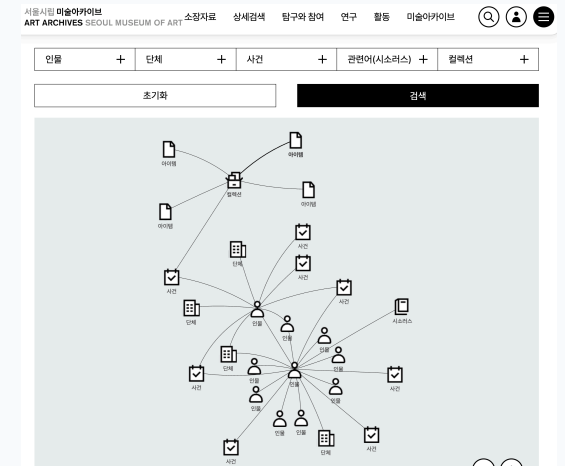 서울시립 미술아카이브
ART ARCHIVES SEOUL MUSEUM OF ART
소장자료 상세검색 탐구와 참여 연구 활동 미술아카이브
인물 + 단체 + 사건 + 관련어(시소러스) + 컬렉션 +
초기화 검색
아이템
아이템
컬렉션
아이템
아이템
사건
단체
사건
사건
사건
단체
인물
시소러스
인물
인물
단체
인물
인물
인물
사건
사건
인물
인물
인물
인물
단체
사건
사건